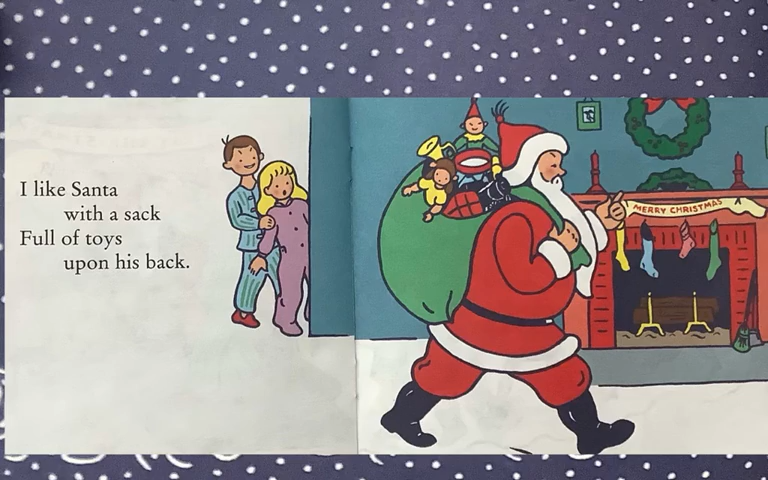 I like Santa
with a sack
Full of toys
upon his back.
MERRY CHRISTMAS